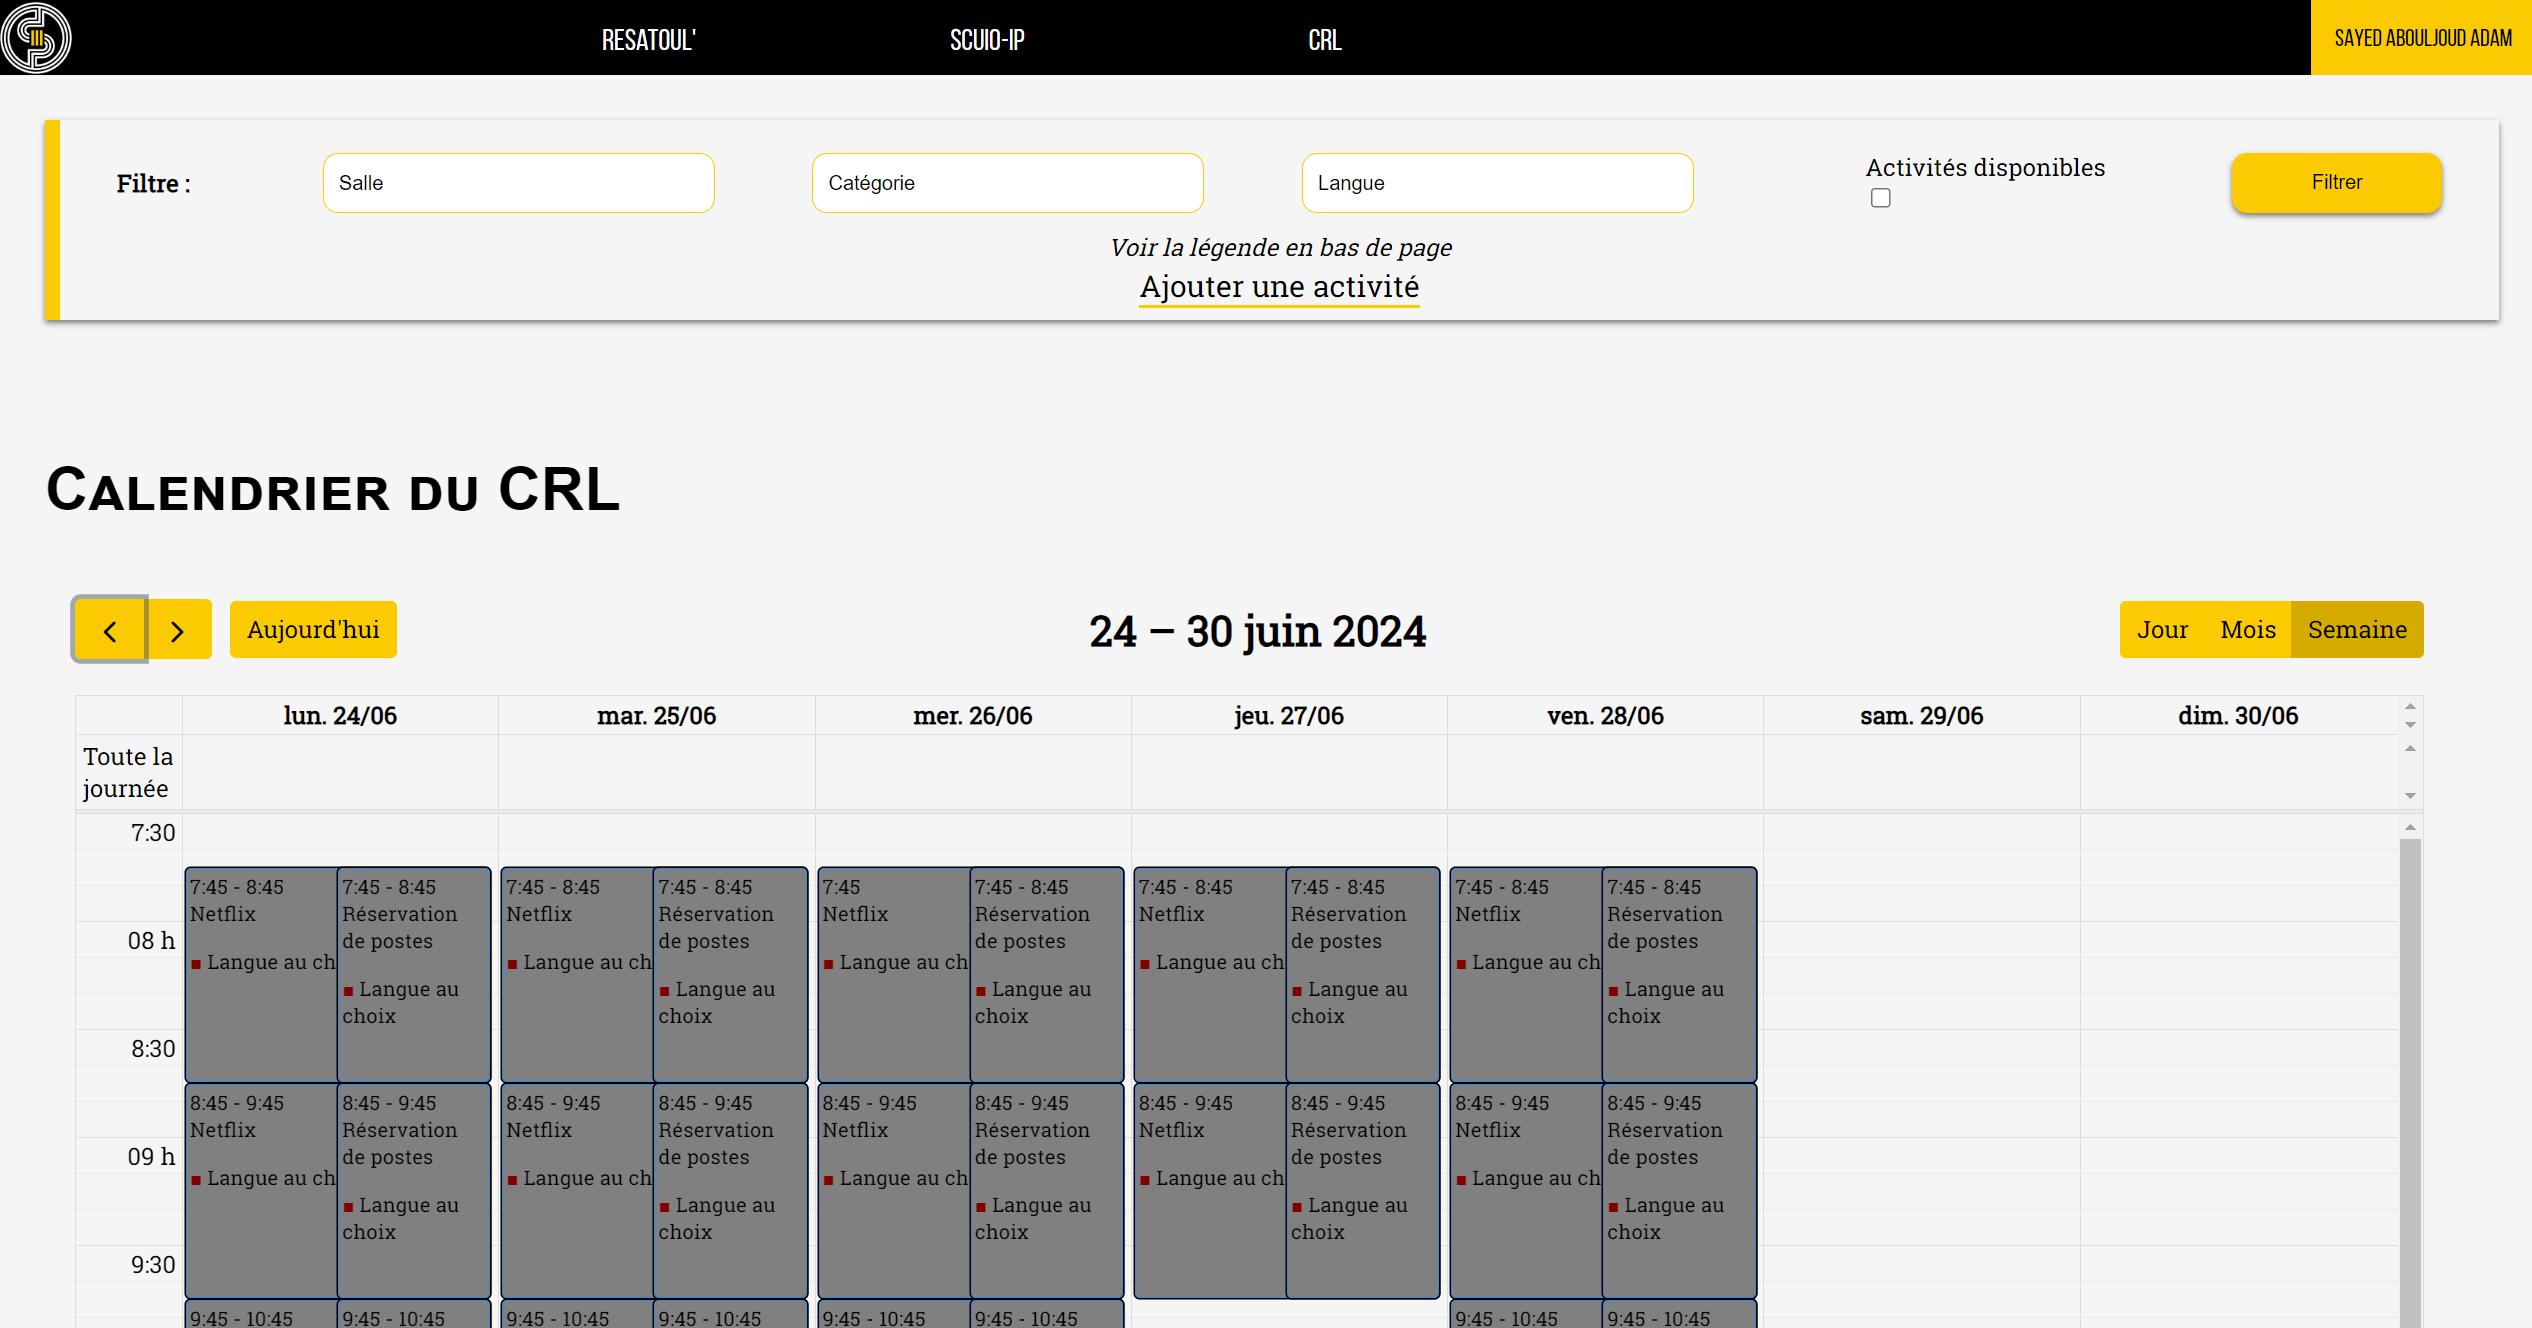 RESATOUL'
SCUIO-IP
CRL
SAYED ABOULJOUD ADAM
Filtre :
Salle
Catégorie
Langue
Activités disponibles
Filtrer
Voir la légende en bas de page
Ajouter une activité
CALENDRIER DU CRL
Aujourd'hui
24 – 30 juin 2024
Jour
Mois
Semaine
lun. 24/06
mar. 25/06
mer. 26/06
jeu. 27/06
ven. 28/06
sam. 29/06
dim. 30/06
Toute la
journée
7:30
08 h
8:30
09 h
9:30
7:45 - 8:45
Netflix
Langue au ch
7:45 - 8:45
Réservation
de postes
Langue au
choix
7:45 - 8:45
Netflix
Langue au ch
7:45 - 8:45
Réservation
de postes
Langue au
choix
7:45
Netflix
Langue au ch
7:45 - 8:45
Réservation
de postes
Langue au
choix
7:45 - 8:45
Netflix
Langue au ch
7:45 - 8:45
Réservation
de postes
Langue au
choix
7:45 - 8:45
Netflix
Langue au ch
7:45 - 8:45
Réservation
de postes
Langue au
choix
8:45 - 9:45
Netflix
Langue au ch
8:45 - 9:45
Réservation
de postes
Langue au
choix
8:45 - 9:45
Netflix
Langue au ch
8:45 - 9:45
Réservation
de postes
Langue au
choix
8:45 - 9:45
Netflix
Langue au ch
8:45 - 9:45
Réservation
de postes
Langue au
choix
8:45 - 9:45
Netflix
Langue au ch
8:45 - 9:45
Réservation
de postes
Langue au
choix
8:45 - 9:45
Netflix
Langue au ch
8:45 - 9:45
Réservation
de postes
Langue au
choix
9:45 - 10:45
9:45 - 10:45
9:45 - 10:45
9:45 - 10:45
9:45 - 10:45
9:45 - 10:45
9:45 - 10:45
9:45 - 10:45